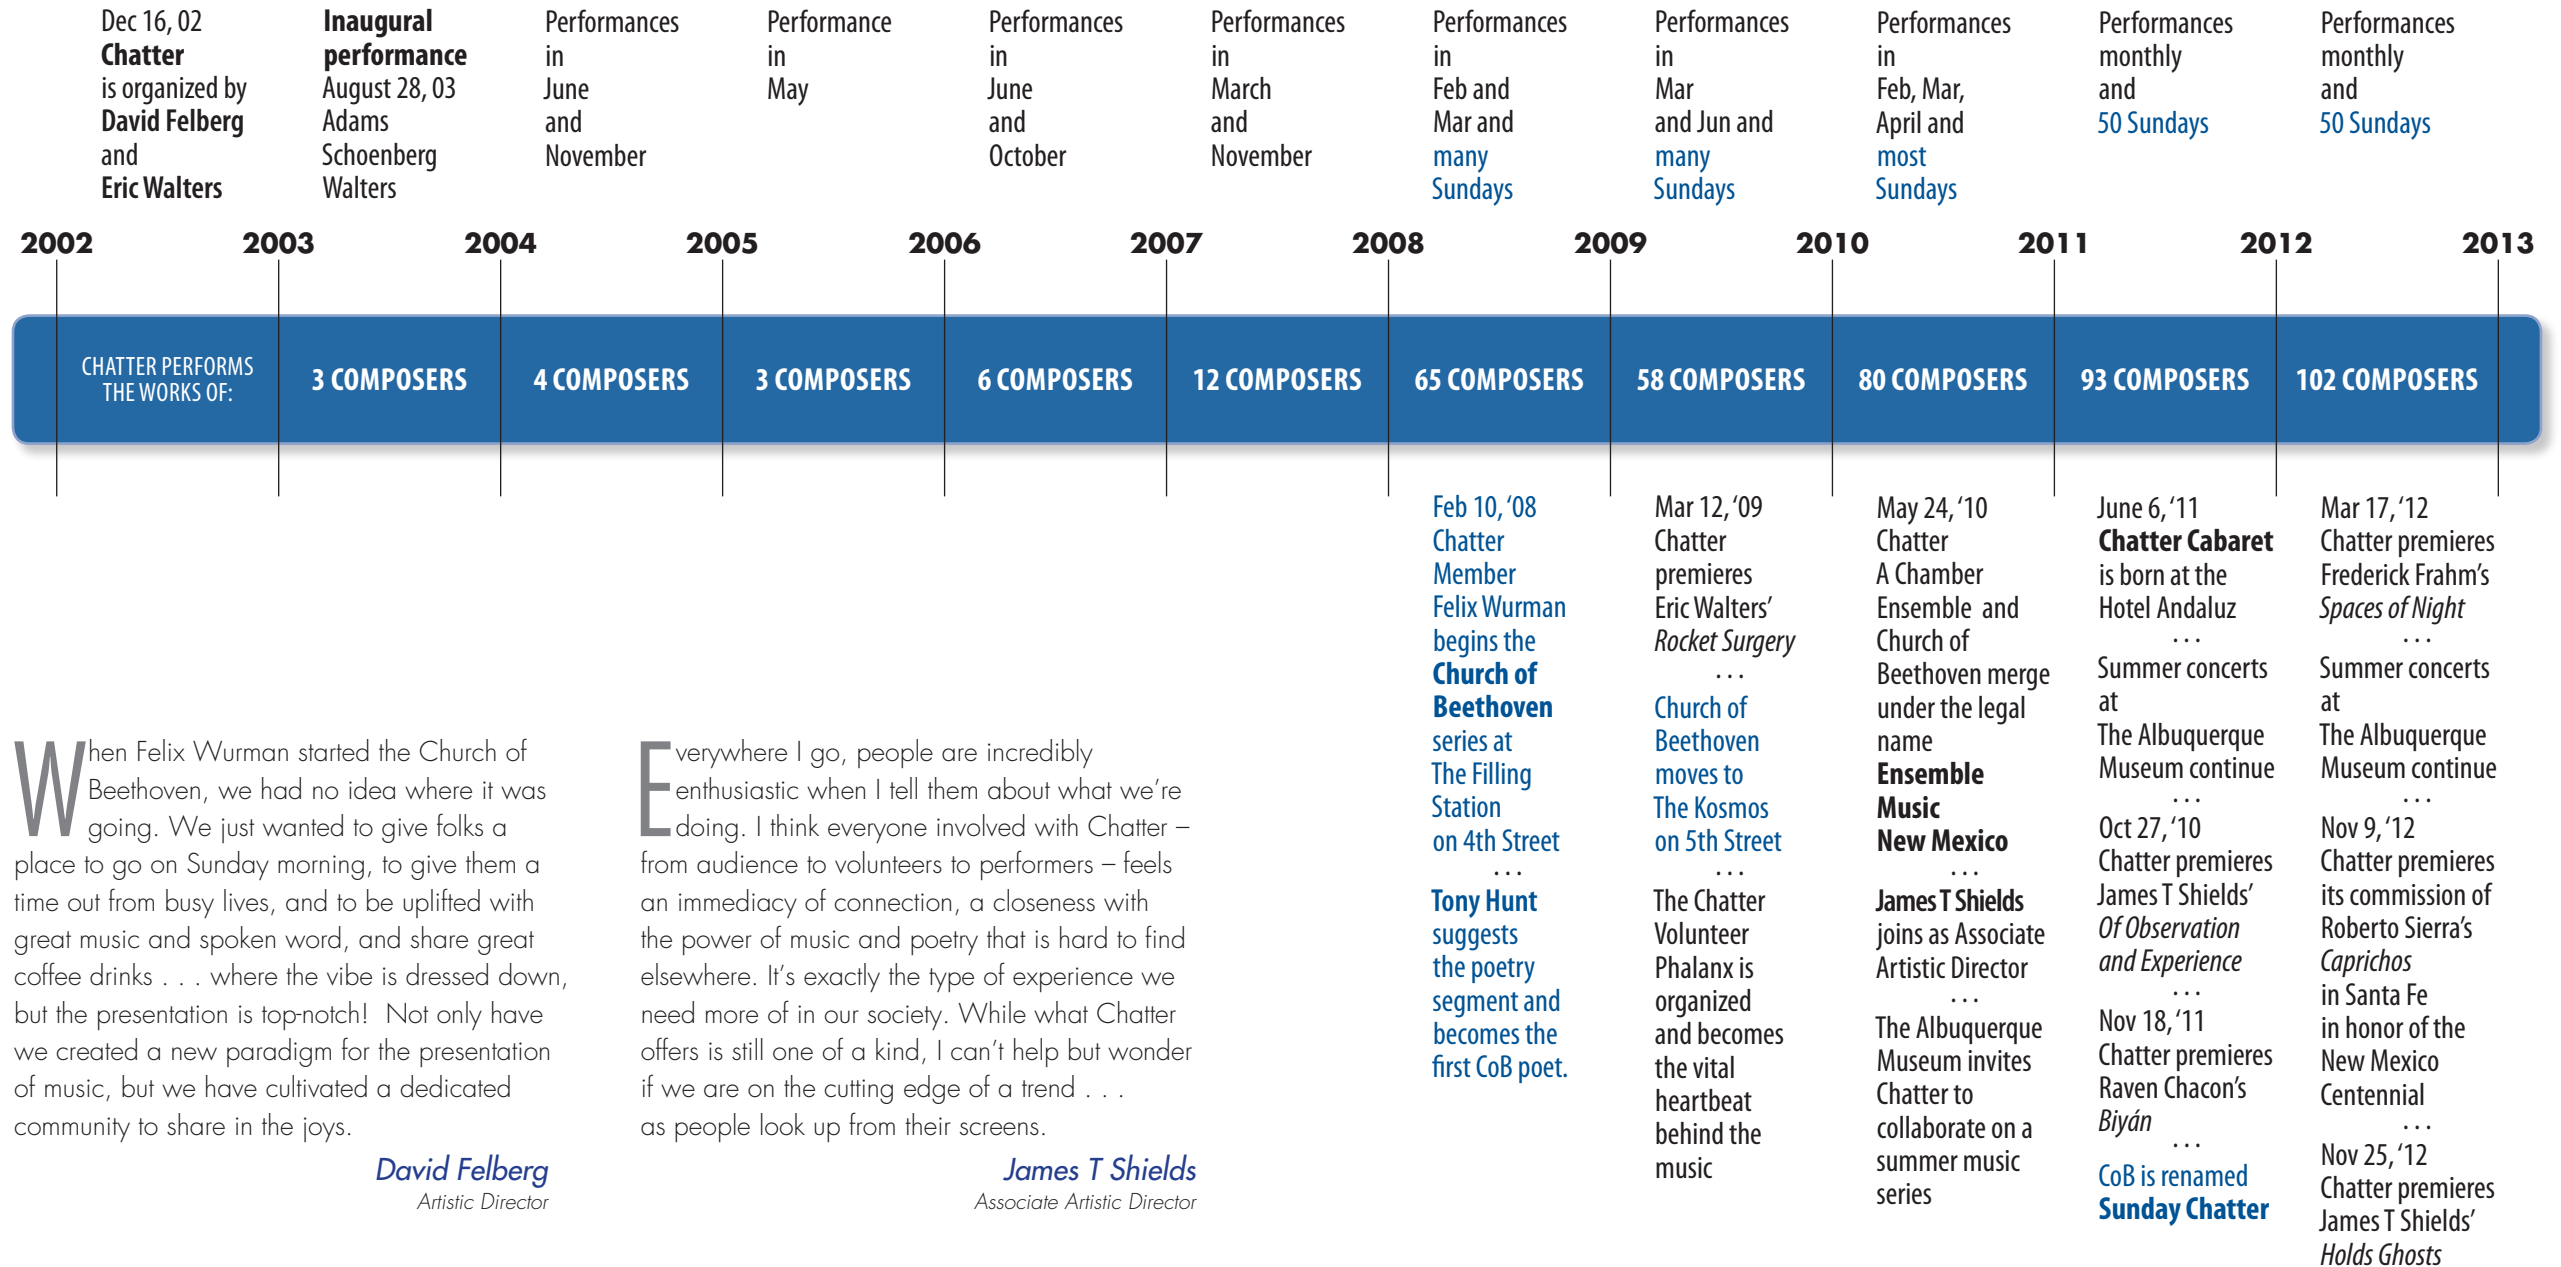 Dec 16, 02
Chatter
is organized by
David Felberg
and
Eric Walters
Inaugural
performance
August 28, 03
Adams
Schoenberg
Walters
Performances
in
June
and
November
Performance
in
May
Performances
in
June
and
October
Performances
in
March
and
November
Performances
in
Feb and
Mar and
many
Sundays
Performances
in
Mar
and Jun and
many
Sundays
Performances
in
Feb, Mar,
April and
most
Sundays
Performances
monthly
and
50 Sundays
Performances
monthly
and
50 Sundays
2002 2003 2004 2005 2006 2007 2008 2009 2010 2011 2012 2013
CHATTER PERFORMS
THE WORKS OF:
3 COMPOSERS
4 COMPOSERS
3 COMPOSERS
6 COMPOSERS
12 COMPOSERS
65 COMPOSERS
58 COMPOSERS
80 COMPOSERS
93 COMPOSERS
102 COMPOSERS
When Felix Wurman started the Church of
Beethoven, we had no idea where it was
going. We just wanted to give folks a
place to go on Sunday morning, to give them a
time out from busy lives, and to be uplifted with
great music and spoken word, and share great
coffee drinks . . . where the vibe is dressed down,
but the presentation is top-notch!  Not only have
we created a new paradigm for the presentation
of music, but we have cultivated a dedicated
community to share in the joys.
David Felberg
Artistic Director
Everywhere I go, people are incredibly
enthusiastic when I tell them about what we’re
doing. I think everyone involved with Chatter –
from audience to volunteers to performers – feels
an immediacy of connection, a closeness with
the power of music and poetry that is hard to find
elsewhere. It’s exactly the type of experience we
need more of in our society. While what Chatter
offers is still one of a kind, I can’t help but wonder
if we are on the cutting edge of a trend . . .
as people look up from their screens.
James T Shields
Associate Artistic Director
Feb 10, ‘08
Chatter
Member
Felix Wurman
begins the
Church of
Beethoven
series at
The Filling
Station
on 4th Street
. . .
Tony Hunt
suggests
the poetry
segment and
becomes the
first CoB poet.
Mar 12, ‘09
Chatter
premieres
Eric Walters’
Rocket Surgery
. . .
Church of
Beethoven
moves to
The Kosmos
on 5th Street
. . .
The Chatter
Volunteer
Phalanx is
organized
and becomes
the vital
heartbeat
behind the
music
May 24, ‘10
Chatter
A Chamber
Ensemble  and
Church of
Beethoven merge
under the legal
name
Ensemble
Music
New Mexico
. . .
James T Shields
joins as Associate
Artistic Director
. . .
The Albuquerque
Museum invites
Chatter to
collaborate on a
summer music
series
June 6, ‘11
Chatter Cabaret
is born at the
Hotel Andaluz
. . .
Summer concerts
at
The Albuquerque
Museum continue
. . .
Oct 27, ‘10
Chatter premieres
James T Shields’
Of Observation
and Experience
. . .
Nov 18, ‘11
Chatter premieres
Raven Chacon’s
Biyán
. . .
CoB is renamed
Sunday Chatter
Mar 17, ‘12
Chatter premieres
Frederick Frahm’s
Spaces of Night
. . .
Summer concerts
at
The Albuquerque
Museum continue
. . .
Nov 9, ‘12
Chatter premieres
its commission of
Roberto Sierra’s
Caprichos
in Santa Fe
in honor of the
New Mexico
Centennial
. . .
Nov 25, ‘12
Chatter premieres
James T Shields’
Holds Ghosts